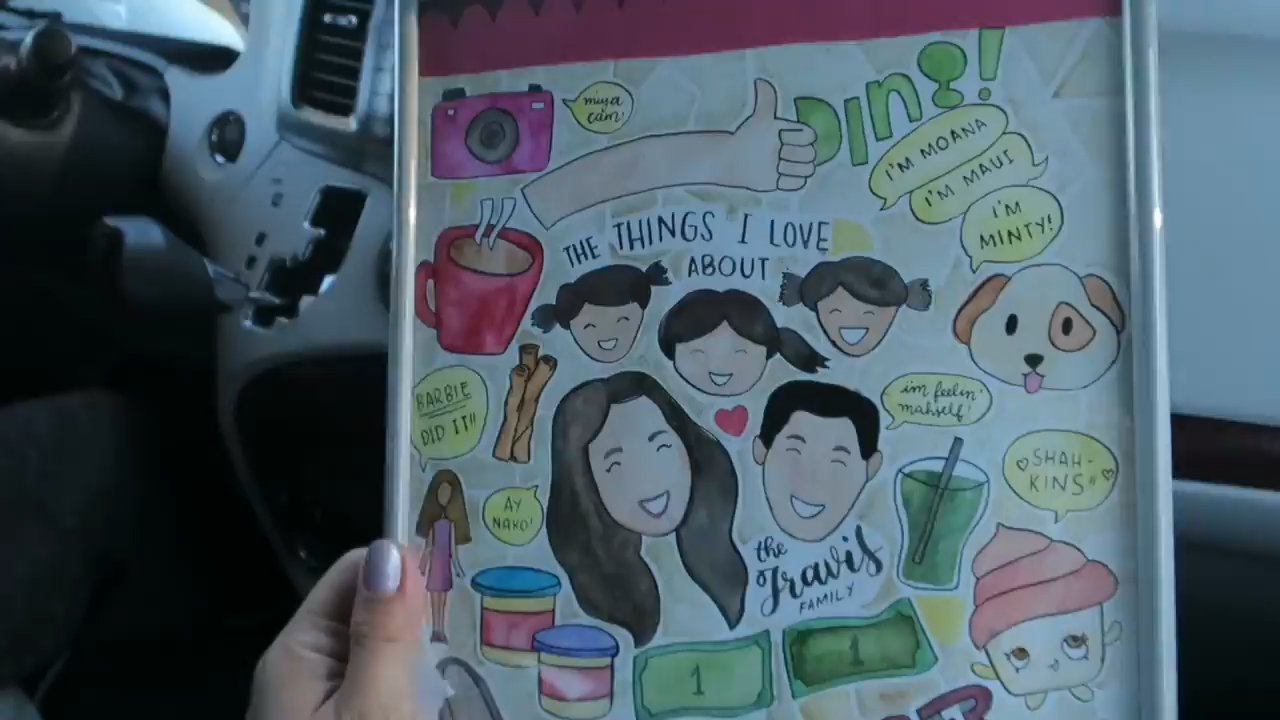 miya
cam!
DING!
I'M MOANA
I'M MAUI
I'M
MINTY!
THE THINGS I LOVE
ABOUT
BARBIE
DID IT!!
AY
NAKO!
im feelin'
mahself!
SHAH-
KINS"
the
Travis
FAMILY
1
1